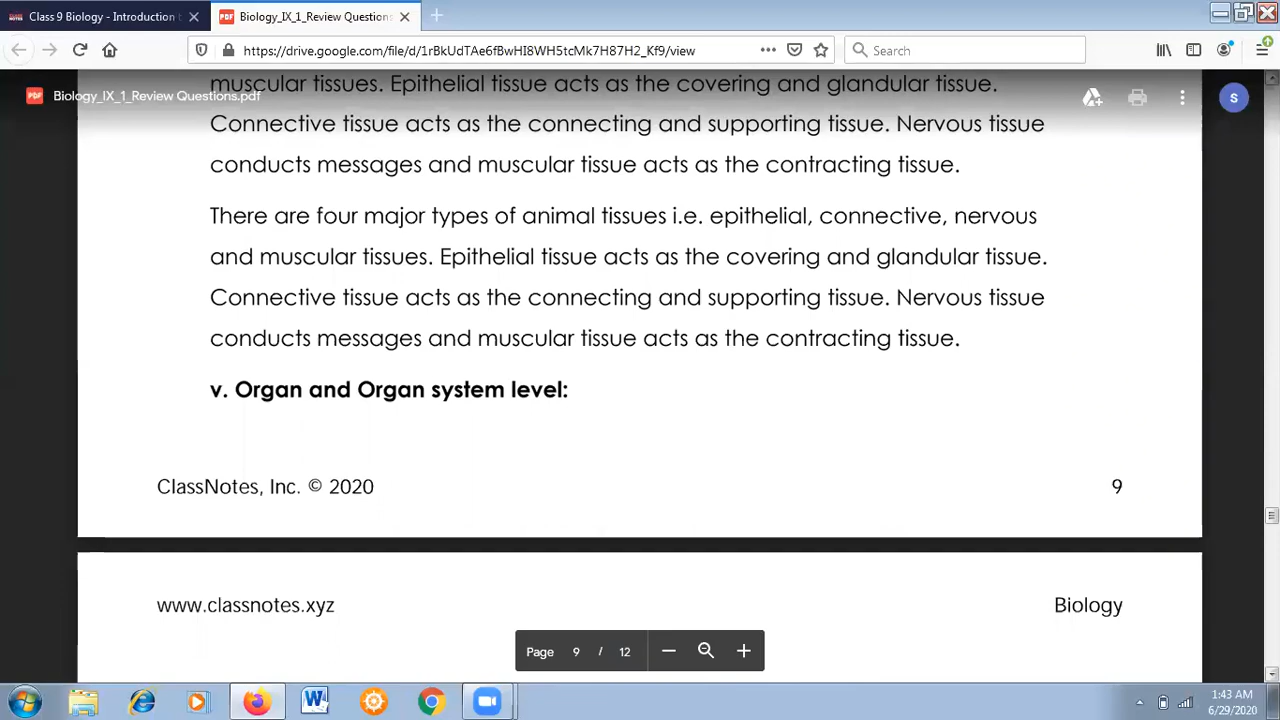 Class 9 Biology - Introduction t
Biology_IX_1_Review Questions.
https://drive.google.com/file/d/1rBkUdTAe6fBwHI8WH5tcMk7H87H2_Kf9/view
Search
muscular tissues. Epithelial tissue acts as the covering and glandular tissue.
PDF Biology_IX_1_Review Questions.pdf
S
Connective tissue acts as the connecting and supporting tissue. Nervous tissue
conducts messages and muscular tissue acts as the contracting tissue.
There are four major types of animal tissues i.e. epithelial, connective, nervous
and muscular tissues. Epithelial tissue acts as the covering and glandular tissue.
Connective tissue acts as the connecting and supporting tissue. Nervous tissue
conducts messages and muscular tissue acts as the contracting tissue.
v. Organ and Organ system level:
ClassNotes, Inc. © 2020 9
www.classnotes.xyz Biology
Page 9 / 12
1:43 AM
6/29/2020